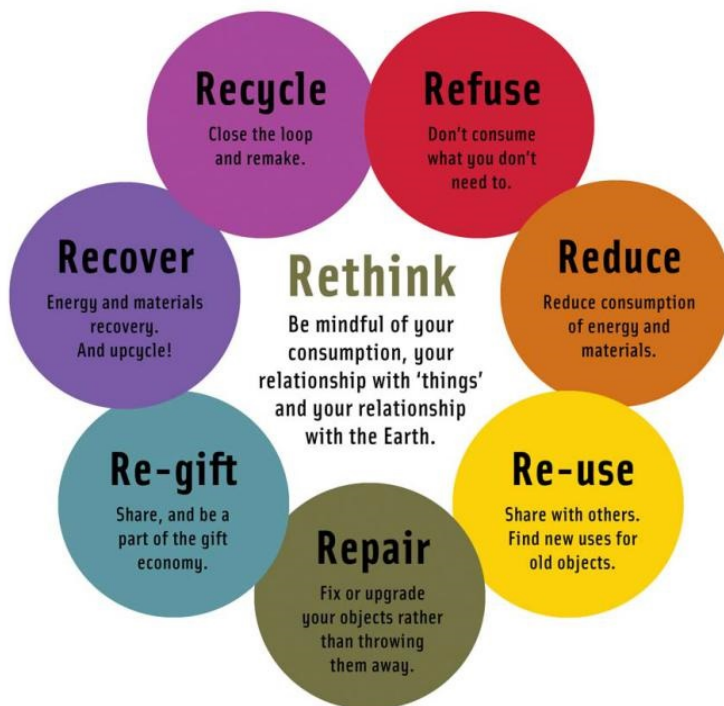 Recycle
Close the loop
and remake.
Refuse
Don't consume
what you don't
need to.
Recover
Energy and materials
recovery.
And upcycle!
Rethink
Be mindful of your
consumption, your
relationship with ‘things’
and your relationship
with the Earth.
Reduce
Reduce consumption
of energy and
materials.
Re-gift
Share, and be a
part of the gift
economy.
Repair
Fix or upgrade
your objects rather
than throwing
them away.
Re-use
Share with others.
Find new uses for
old objects.